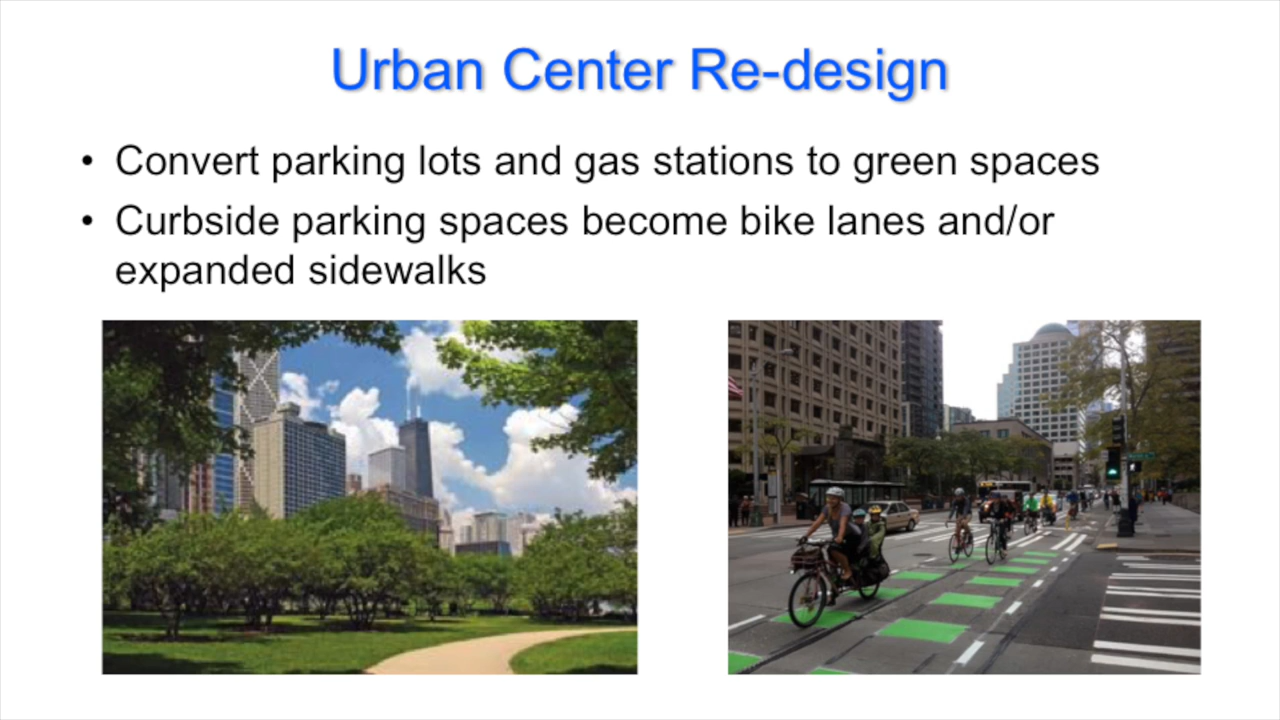 Urban Center Re-design
• Convert parking lots and gas stations to green spaces
• Curbside parking spaces become bike lanes and/or
expanded sidewalks